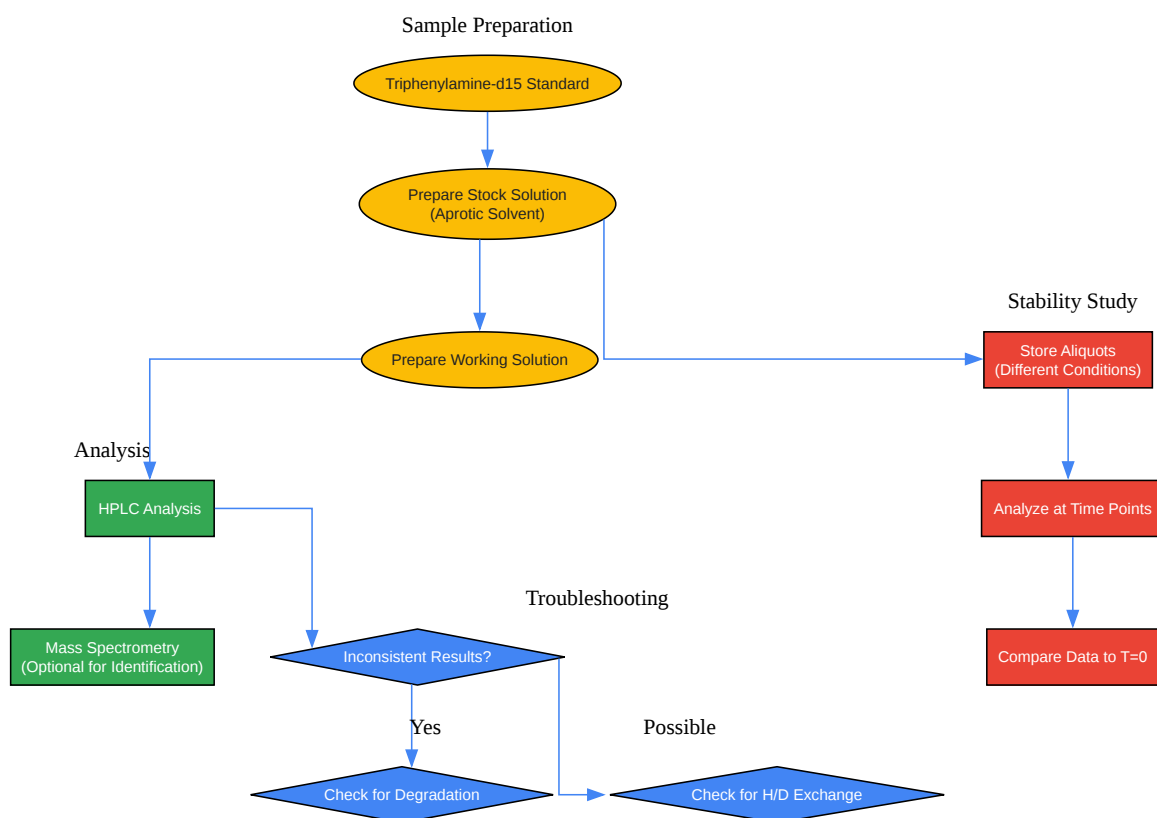 Sample Preparation
Triphenylamine-d15 Standard
Prepare Stock Solution
(Aprotic Solvent)
Stability Study
Prepare Working Solution
Store Aliquots
(Different Conditions)
Analysis
HPLC Analysis
Analyze at Time Points
Troubleshooting
Mass Spectrometry
(Optional for Identification)
Inconsistent Results?
Compare Data to T=0
Yes
Possible
Check for Degradation
Check for H/D Exchange